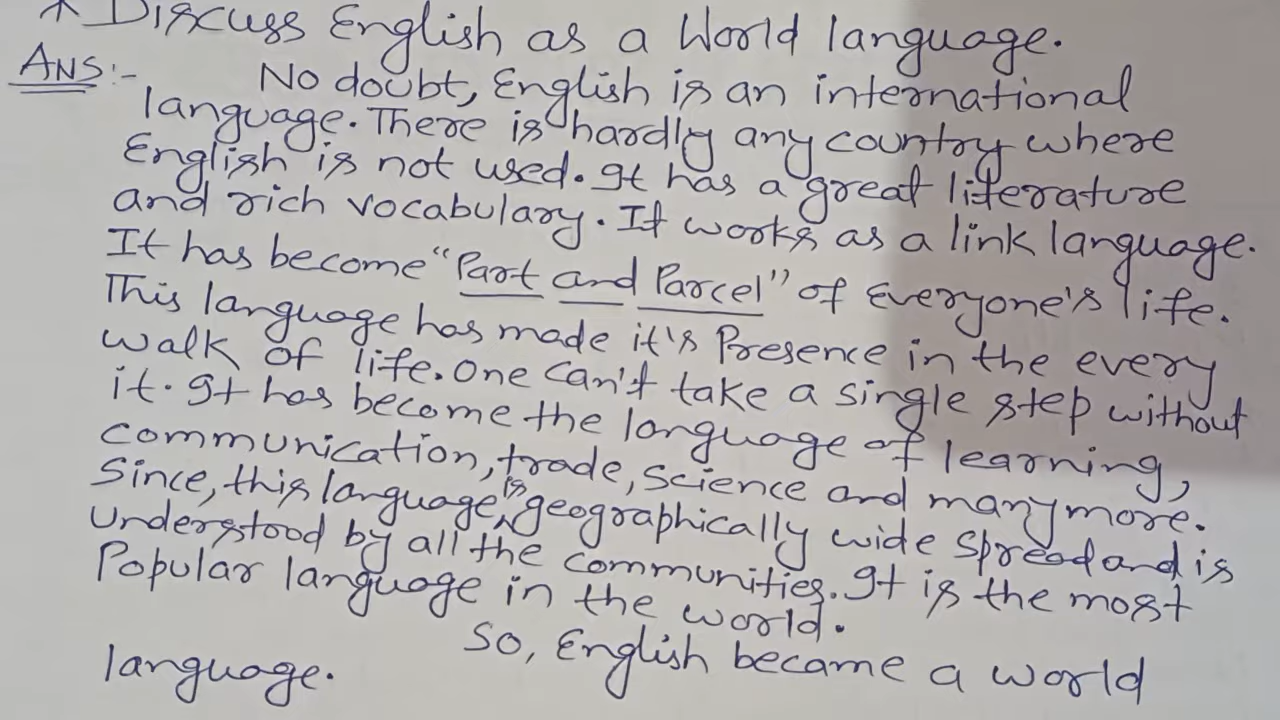 * Discuss English as a World language.
Ans:- No doubt, English is an international
language. There is hardly any country where
English is not used. It has a great literature
and rich vocabulary. It works as a link language.
It has become "Part and Parcel" of everyone's life.
This language has made it's Presence in the every
walk of life. One can't take a single step without
it. It has become the language of learning,
communication, trade, science and many more.
Since, this language is geographically wide spread and is
understood by all the communities. It is the most
Popular language in the world.
So, English became a world
language.